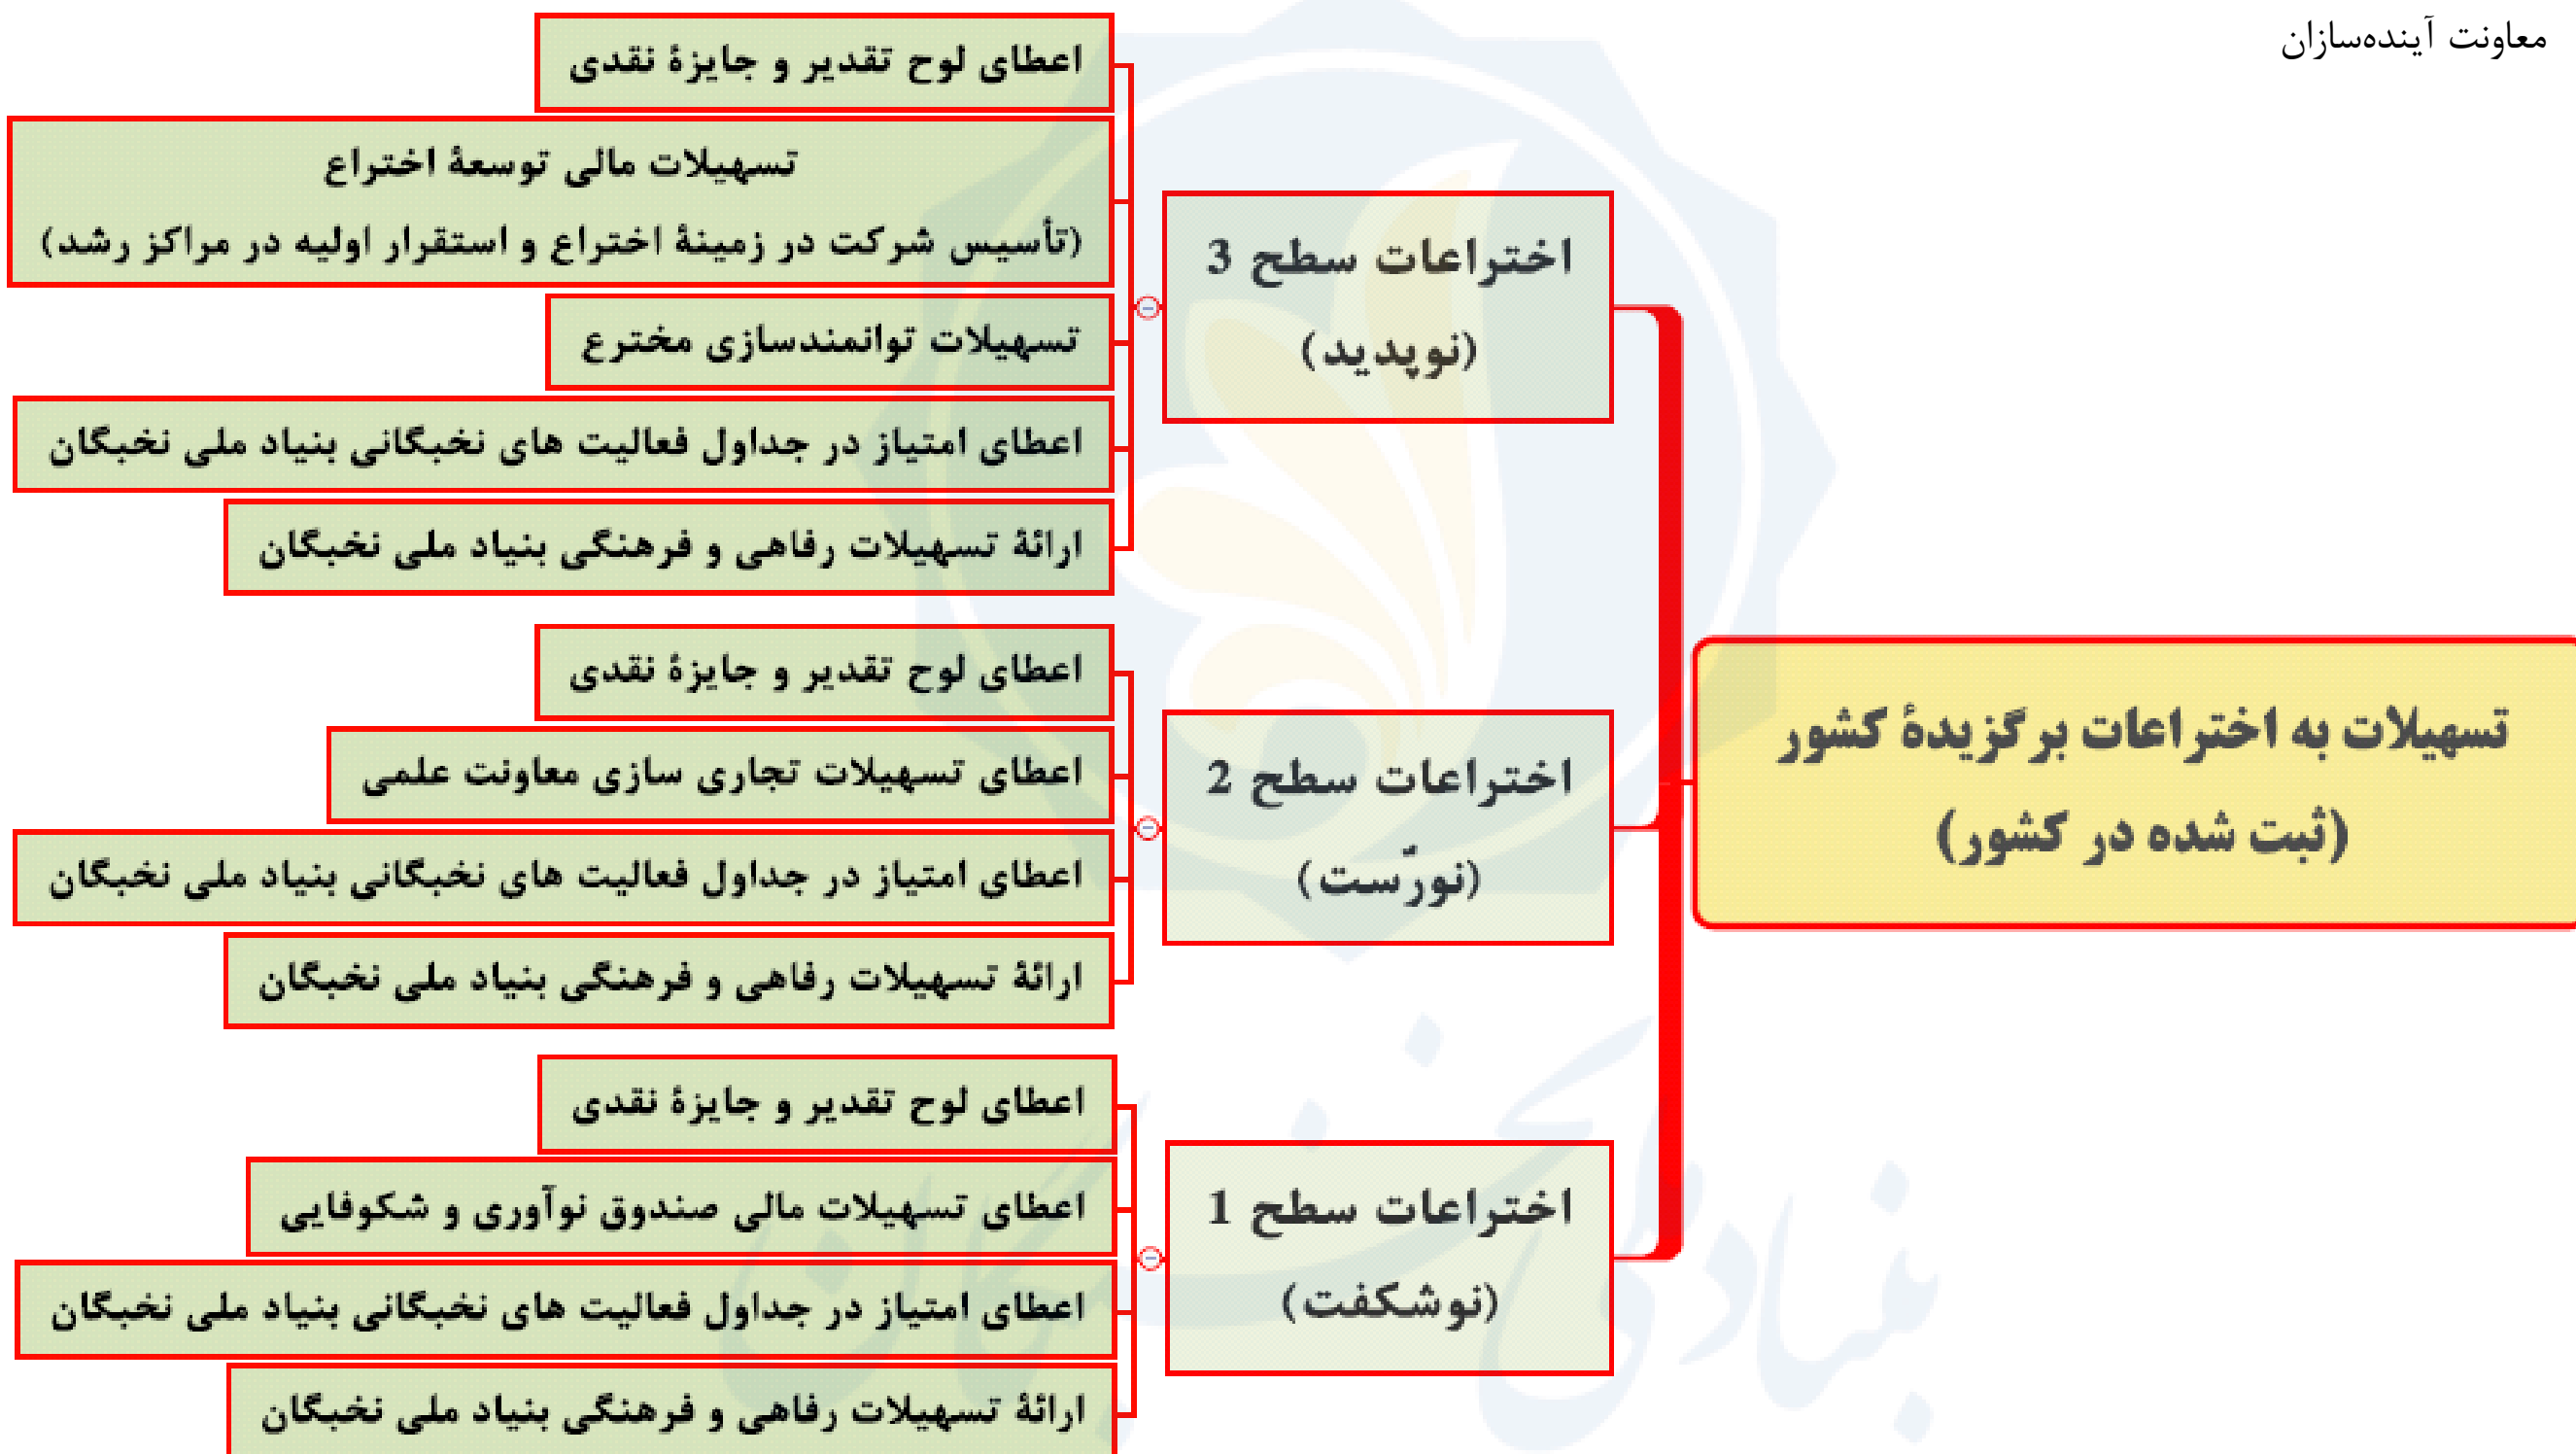 معاونت آینده‌سازان
تسهیلات به اختراعات برگزیدهٔ کشور
(ثبت شده در کشور)
اختراعات سطح 3
(نوپدید)
اعطای لوح تقدیر و جایزهٔ نقدی
تسهیلات مالی توسعهٔ اختراع
(تأسیس شرکت در زمینهٔ اختراع و استقرار اولیه در مراکز رشد)
تسهیلات توانمندسازی مخترع
اعطای امتیاز در جداول فعالیت های نخبگانی بنیاد ملی نخبگان
ارائهٔ تسهیلات رفاهی و فرهنگی بنیاد ملی نخبگان
اختراعات سطح 2
(نورّست)
اعطای لوح تقدیر و جایزهٔ نقدی
اعطای تسهیلات تجاری سازی معاونت علمی
اعطای امتیاز در جداول فعالیت های نخبگانی بنیاد ملی نخبگان
ارائهٔ تسهیلات رفاهی و فرهنگی بنیاد ملی نخبگان
اختراعات سطح 1
(نوشکفت)
اعطای لوح تقدیر و جایزهٔ نقدی
اعطای تسهیلات مالی صندوق نوآوری و شکوفایی
اعطای امتیاز در جداول فعالیت های نخبگانی بنیاد ملی نخبگان
ارائهٔ تسهیلات رفاهی و فرهنگی بنیاد ملی نخبگان
بنیاد ملی نخبگان